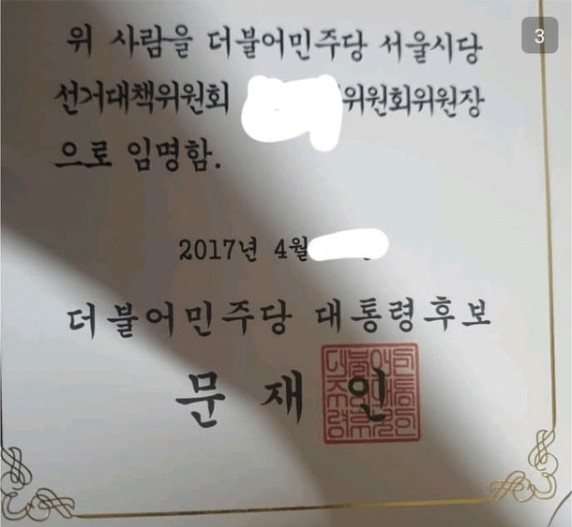 3
위 사람을 더불어민주당 서울시당
선거대책위원회 위원회위원장
으로 임명함.
2017년 4월
더불어민주당 대통령후보
문 재 인